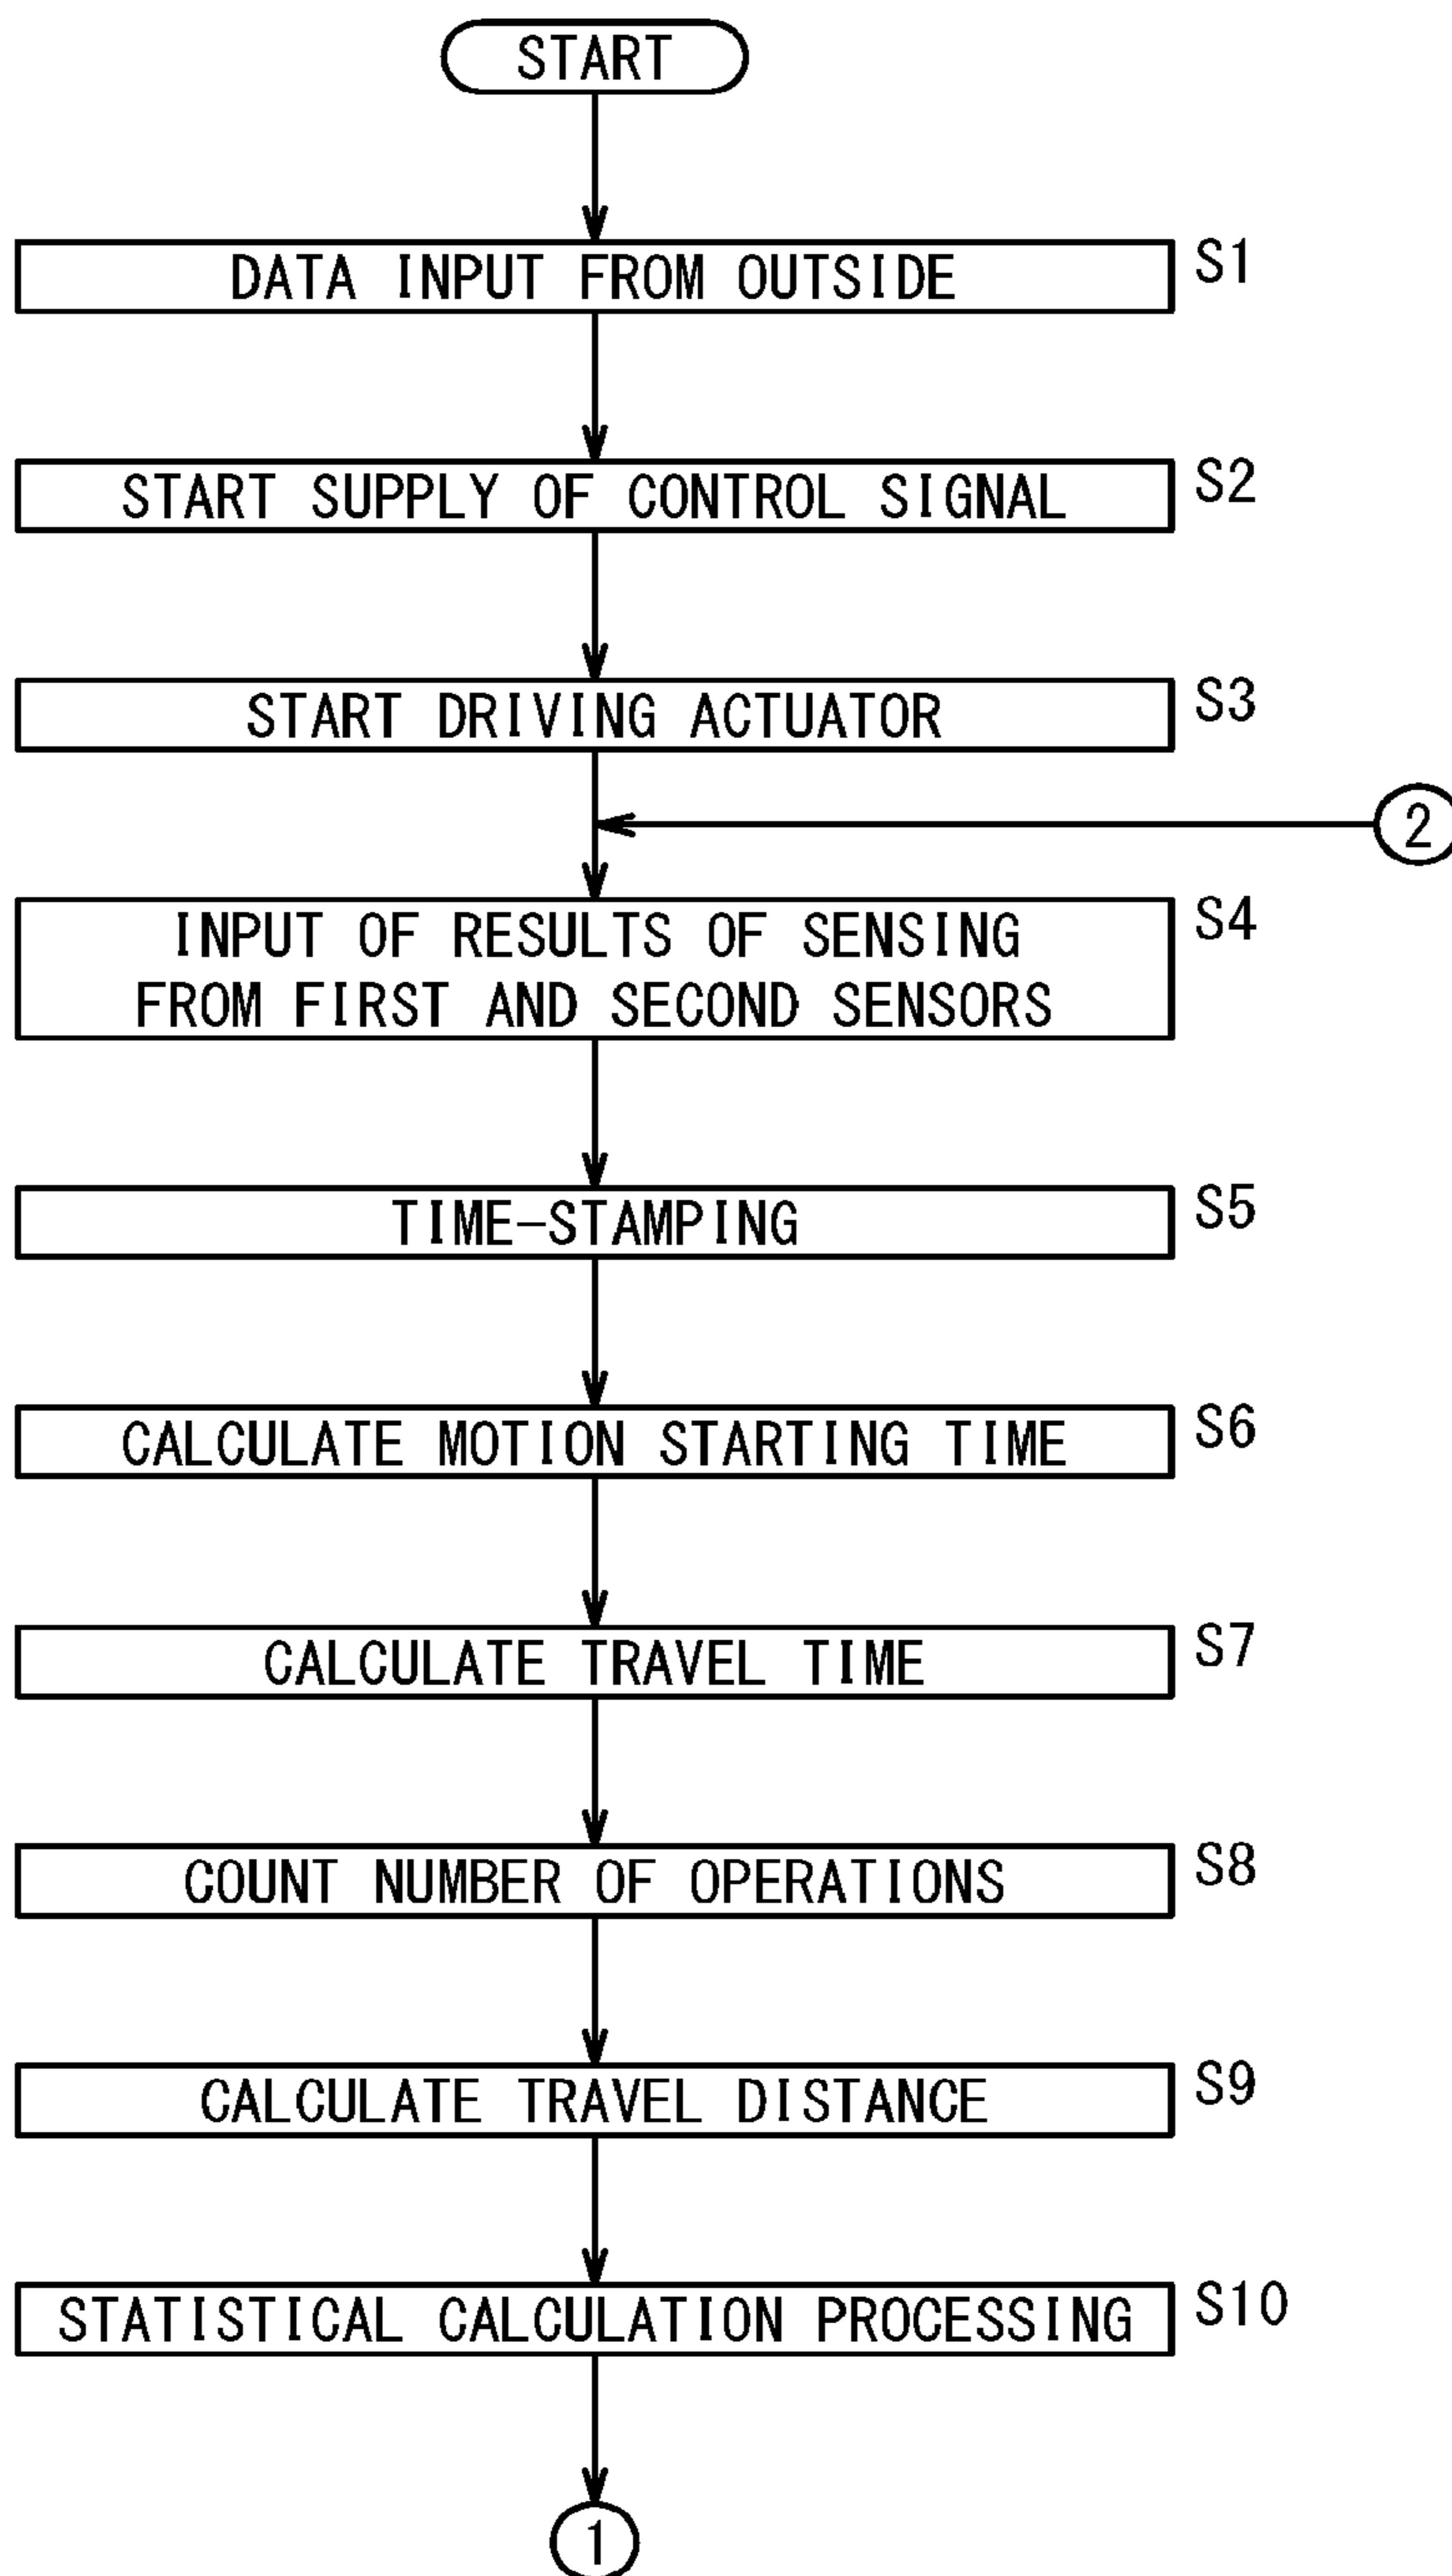 START
DATA INPUT FROM OUTSIDE
S1
START SUPPLY OF CONTROL SIGNAL
S2
START DRIVING ACTUATOR
S3
2
INPUT OF RESULTS OF SENSING
FROM FIRST AND SECOND SENSORS
S4
TIME-STAMPING
S5
CALCULATE MOTION STARTING TIME
S6
CALCULATE TRAVEL TIME
S7
COUNT NUMBER OF OPERATIONS
S8
CALCULATE TRAVEL DISTANCE
S9
STATISTICAL CALCULATION PROCESSING
S10
1